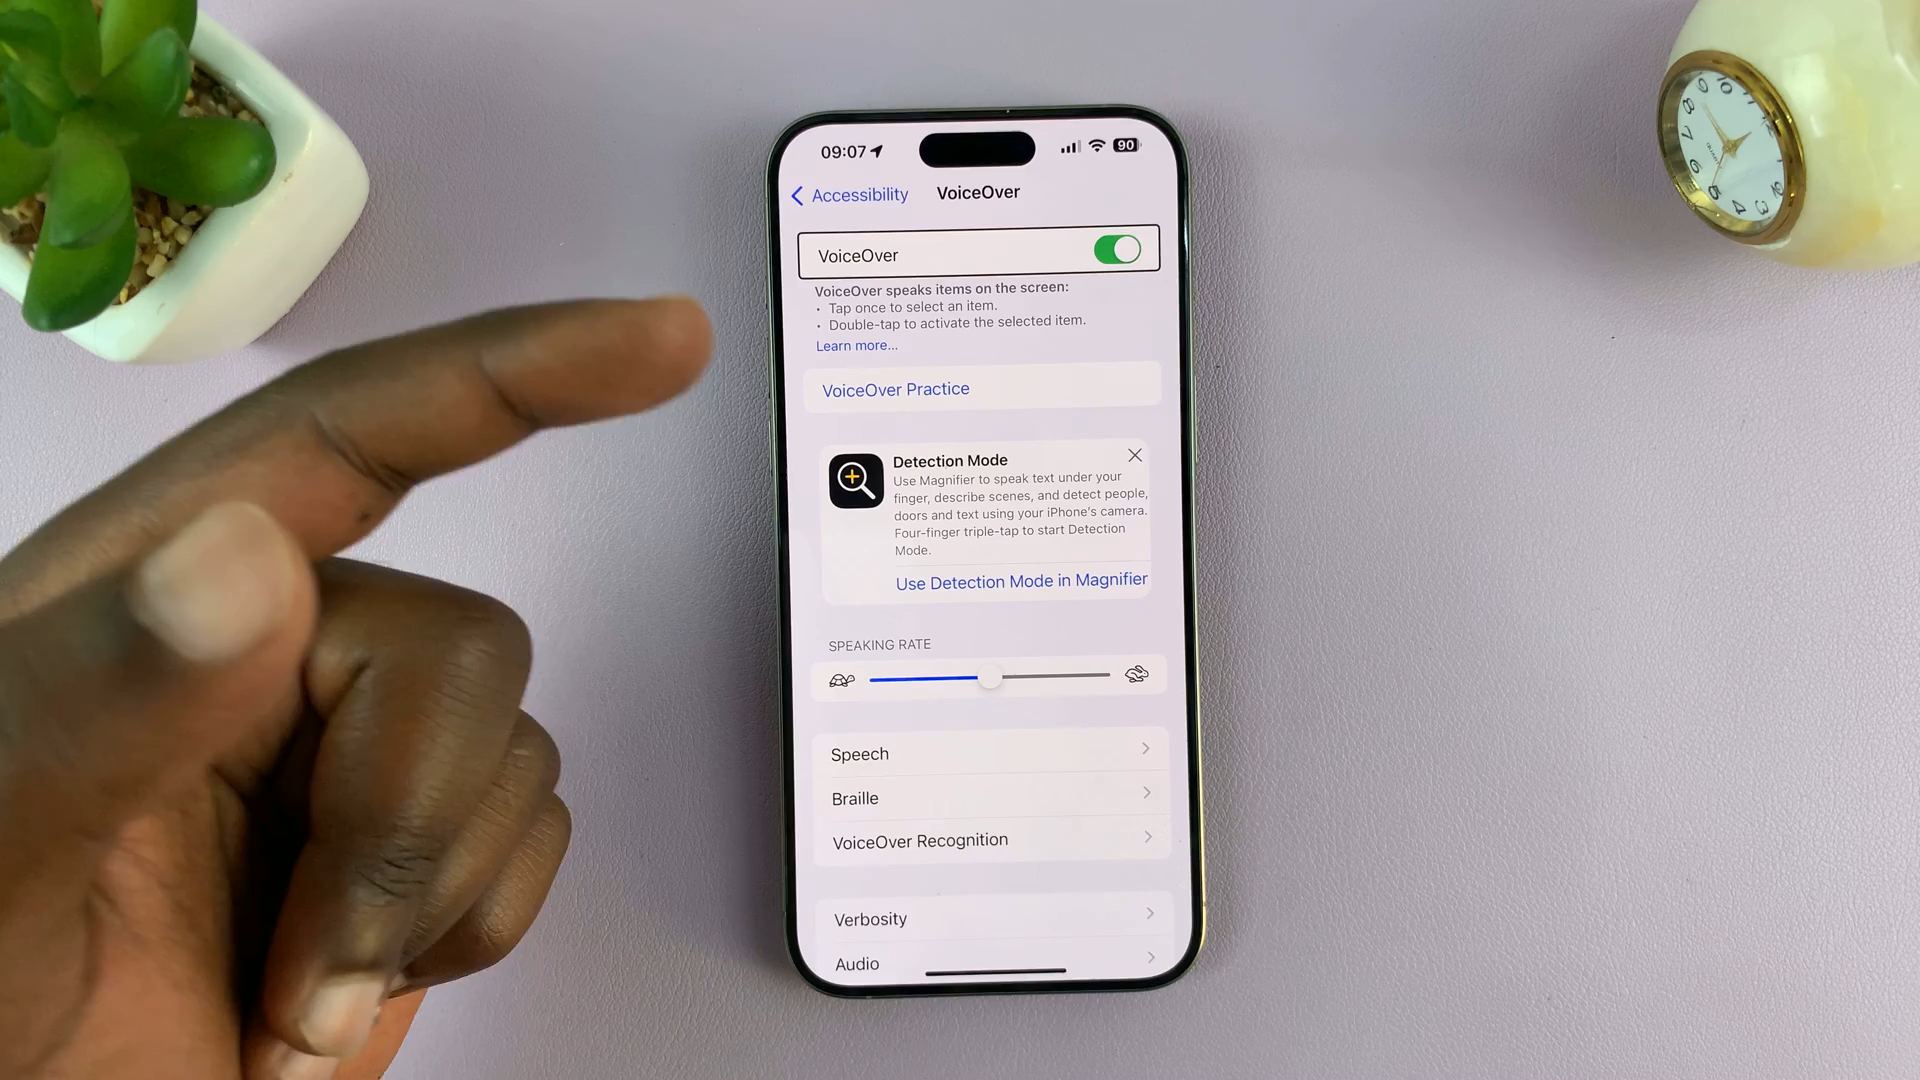 09:07
90
Accessibility
VoiceOver
VoiceOver
VoiceOver speaks items on the screen:
• Tap once to select an item.
• Double-tap to activate the selected item.
Learn more...
VoiceOver Practice
Detection Mode
Use Magnifier to speak text under your
finger, describe scenes, and detect people,
doors and text using your iPhone's camera.
Four-finger triple-tap to start Detection
Mode.
Use Detection Mode in Magnifier
SPEAKING RATE
Speech
Braille
VoiceOver Recognition
Verbosity
Audio